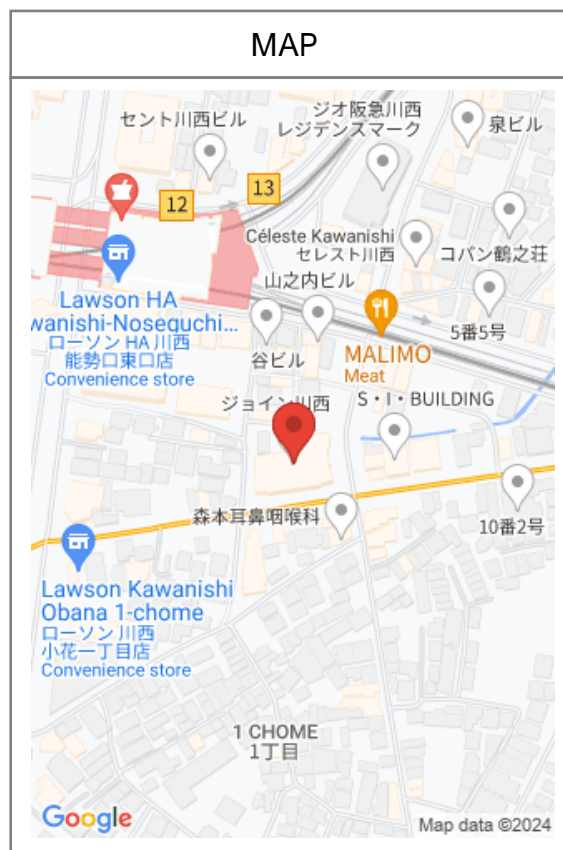 MAP
セント川西ビル
ジオ阪急川西
レジデンスマーク
泉ビル
13
12
Céleste Kawanishi
セレスト川西
コパン鶴之荘
山之内ビル
Lawson HA
wanishi-Noseguchi...
ローソン HA 川西
能勢口東口店
Convenience store
谷ビル
5番5号
MALIMO
Meat
ジョイン川西
S・I・BUILDING
森本耳鼻咽喉科
10番2号
Lawson Kawanishi
Obana 1-chome
ローソン 川西
小花一丁目店
Convenience store
1 CHOME
1丁目
Google
Map data ©2024